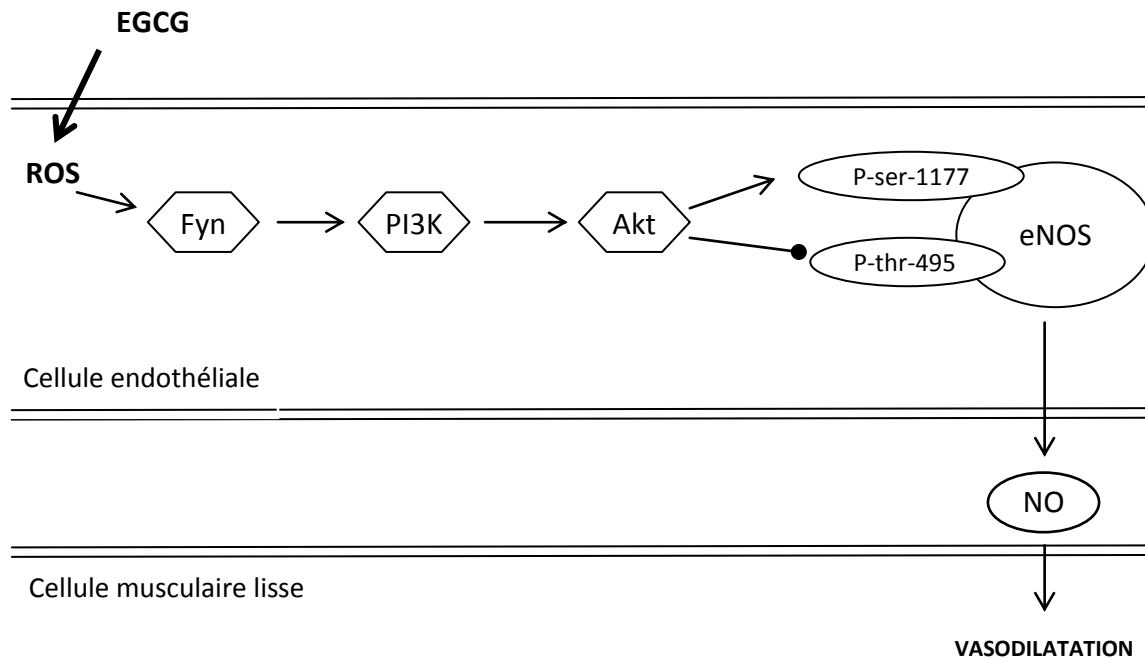 EGCG
ROS
Fyn
PI3K
Akt
P-ser-1177
P-thr-495
eNOS
Cellule endothéliale
NO
Cellule musculaire lisse
VASODILATATION